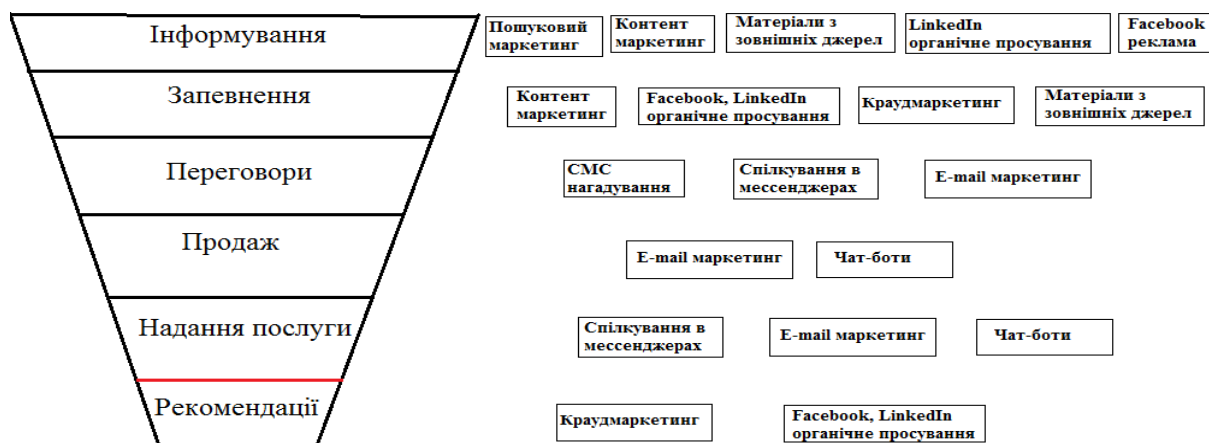 Інформування
Пошуковий
маркетинг
Контент
маркетинг
Матеріали з
зовнішніх джерел
LinkedIn
органічне просування
Facebook
реклама
Запевнення
Контент
маркетинг
Facebook, LinkedIn
органічне просування
Краудмаркетинг
Матеріали з
зовнішніх джерел
Переговори
СМС
нагадування
Спілкування в
мессенджерах
E-mail маркетинг
Продаж
E-mail маркетинг
Чат-боти
Надання послуги
Спілкування в
мессенджерах
E-mail маркетинг
Чат-боти
Рекомендації
Краудмаркетинг
Facebook, LinkedIn
органічне просування